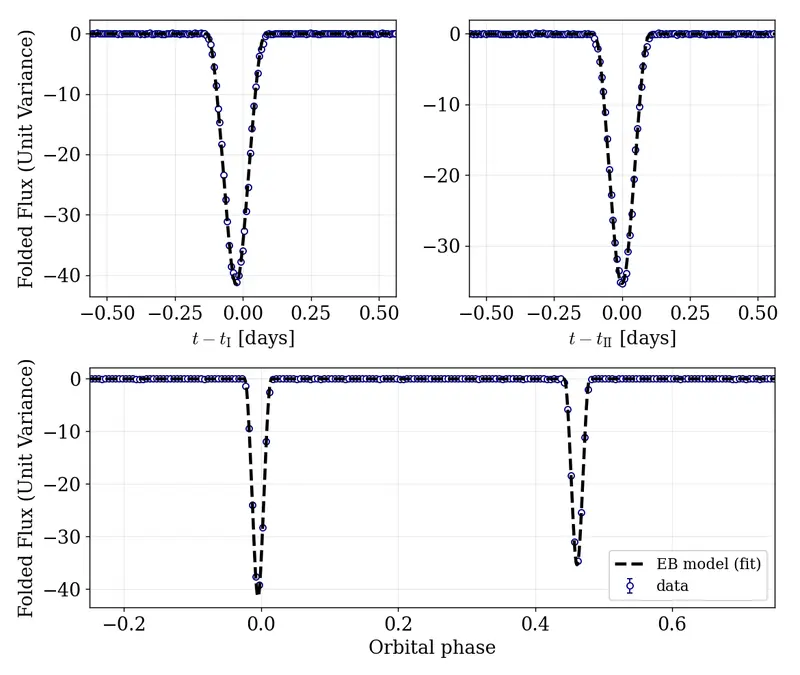 Folded Flux (Unit Variance)
0
−10
−20
−30
−40
−0.50 −0.25 0.00 0.25 0.50
t − t_I [days]
0
−10
−20
−30
−0.50 −0.25 0.00 0.25 0.50
t − t_II [days]
Folded Flux (Unit Variance)
0
−10
−20
−30
−40
−0.2 0.0 0.2 0.4 0.6
Orbital phase
EB model (fit)
data